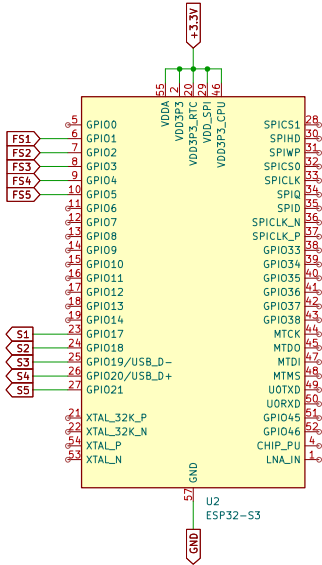 +3.3V
55 2 20 29 46
VDDA VDD3P3 VDD3P3_RTC VDD_SPI VDD3P3_CPU
5 GPIO0 SPICS1 28
FS1 6 GPIO1 SPIHD 30
FS2 7 GPIO2 SPIWP 31
FS3 8 GPIO3 SPICS0 32
FS4 9 GPIO4 SPICLK 33
FS5 10 GPIO5 SPIQ 34
11 GPIO6 SPID 35
12 GPIO7 SPICLK_N 36
13 GPIO8 SPICLK_P 37
14 GPIO9 GPIO33 38
15 GPIO10 GPIO34 39
16 GPIO11 GPIO35 40
17 GPIO12 GPIO36 41
18 GPIO13 GPIO37 42
19 GPIO14 GPIO38 43
S1 23 GPIO17 MTCK 44
S2 24 GPIO18 MTDO 45
S3 25 GPIO19/USB_D- MTDI 47
S4 26 GPIO20/USB_D+ MTMS 48
S5 27 GPIO21 U0TXD 49
U0RXD 50
21 XTAL_32K_P GPIO45 51
22 XTAL_32K_N GPIO46 52
54 XTAL_P CHIP_PU 4
53 XTAL_N LNA_IN 1
GND
57
U2
ESP32-S3
GND